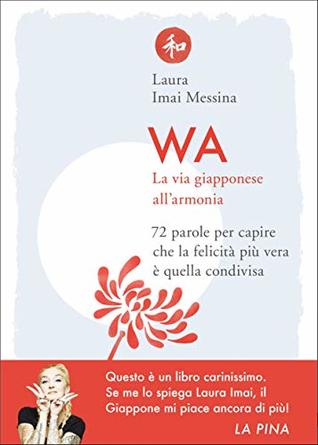 和
Laura
Imai Messina
WA
La via giapponese
all'armonia
72 parole per capire
che la felicità più vera
è quella condivisa
Questo è un libro carinissimo.
Se me lo spiega Laura Imai, il
Giappone mi piace ancora di più!
LA PINA